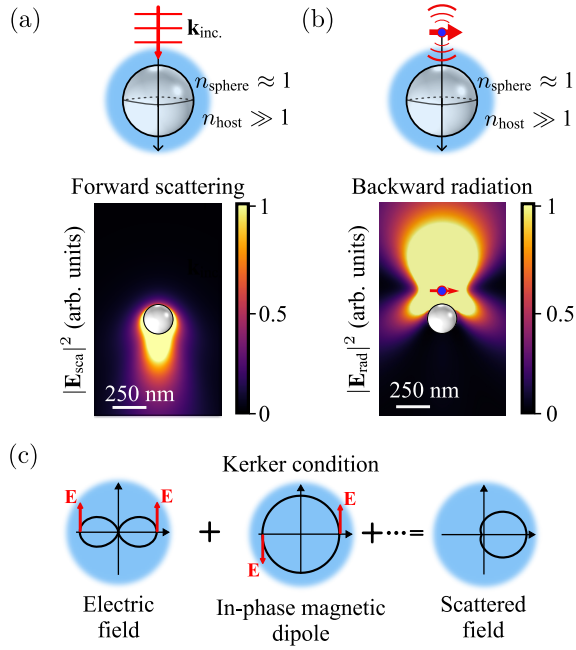 (a)
k_inc.
n_sphere ≈ 1
n_host ≫ 1
(b)
n_sphere ≈ 1
n_host ≫ 1
Forward scattering
|E_sca|^2 (arb. units)
250 nm
1
0.5
0
Backward radiation
|E_rad|^2 (arb. units)
250 nm
1
0.5
0
(c)
Kerker condition
E
E
+
E
E
+···=
Electric
field
In-phase magnetic
dipole
Scattered
field